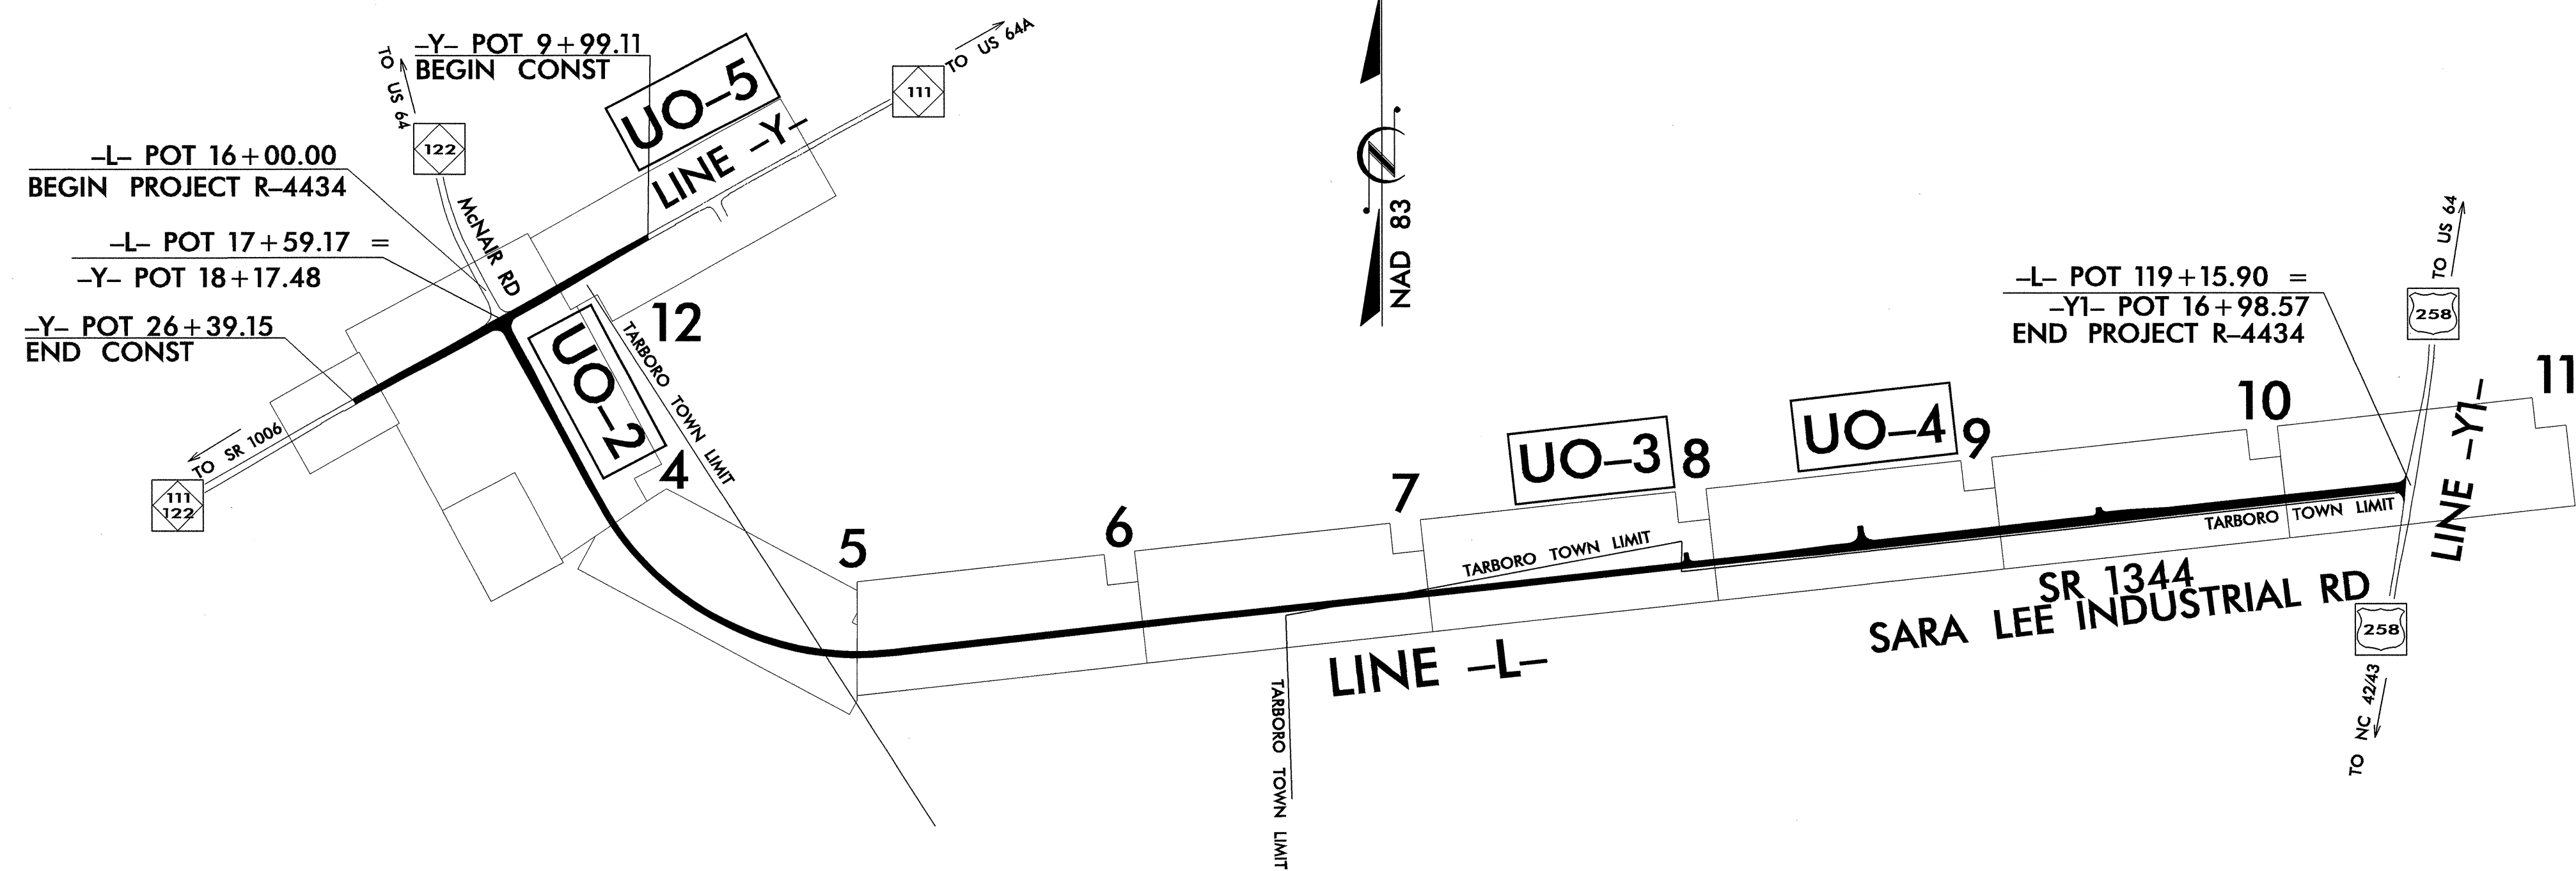 –Y– POT 9+99.11
BEGIN CONST
TO US 64
122
McNAIR RD
–L– POT 16+00.00
BEGIN PROJECT R–4434
–L– POT 17+59.17 =
–Y– POT 18+17.48
–Y– POT 26+39.15
END CONST
TO SR 1006
111
122
UO–5
LINE –Y–
111
TO US 64A
UO–2
12
TARBORO TOWN LIMIT
4
5
6
7
UO–3
8
UO–4
9
10
11
NAD 83
N
TARBORO TOWN LIMIT
TARBORO TOWN LIMIT
LINE –L–
TARBORO TOWN LIMIT
SR 1344
SARA LEE INDUSTRIAL RD
–L– POT 119+15.90 =
–Y1– POT 16+98.57
END PROJECT R–4434
TO US 64
258
LINE –Y1–
258
TO NC 42/43